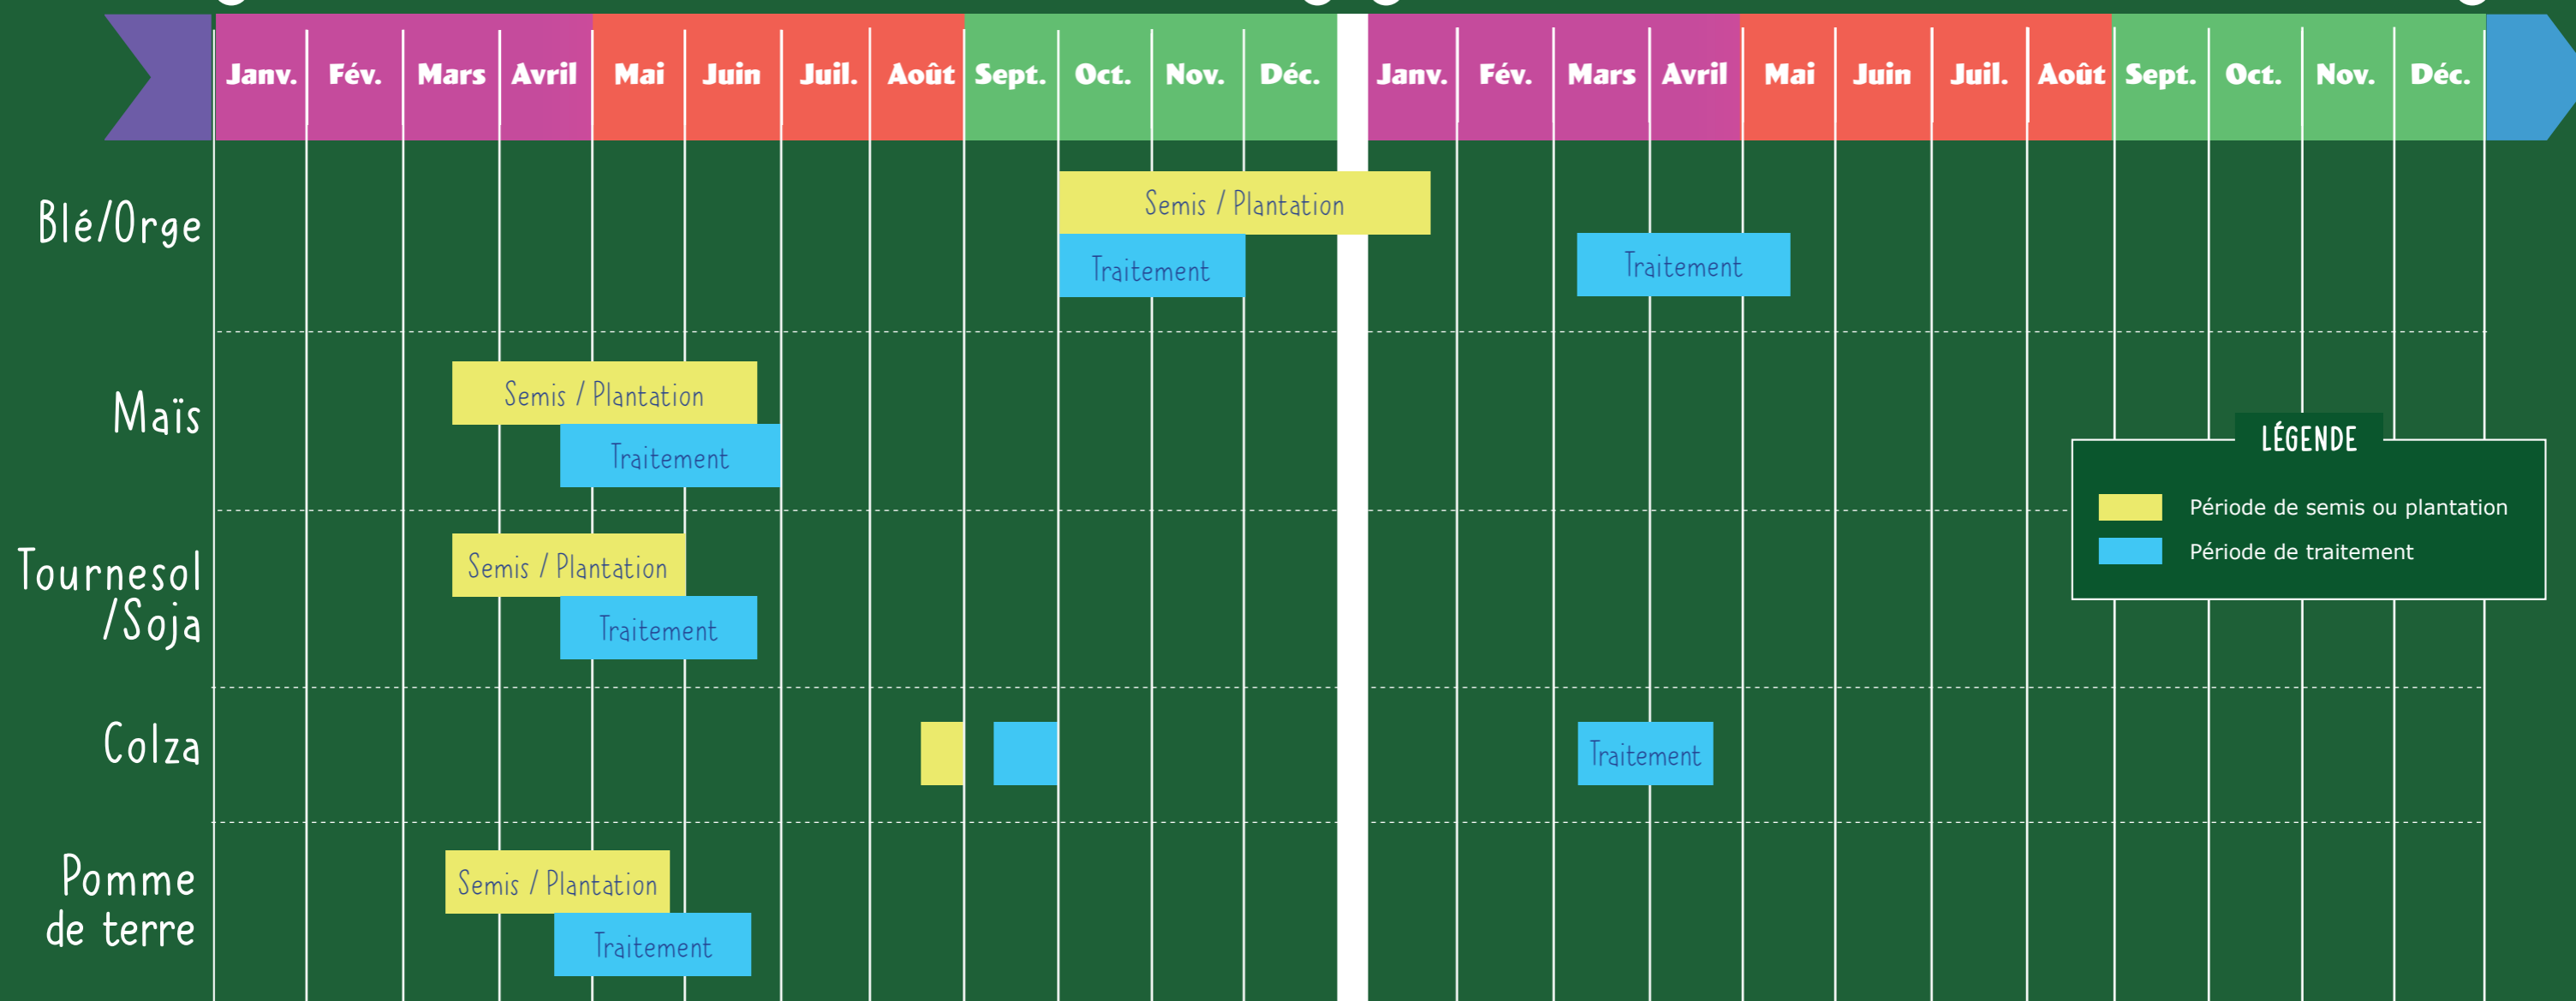 Janv. Fév. Mars Avril Mai Juin Juil. Août Sept. Oct. Nov. Déc. Janv. Fév. Mars Avril Mai Juin Juil. Août Sept. Oct. Nov. Déc.
Blé/Orge
Semis / Plantation
Traitement
Traitement
Maïs
Semis / Plantation
Traitement
LÉGENDE
Période de semis ou plantation
Période de traitement
Tournesol
/Soja
Semis / Plantation
Traitement
Colza
Traitement
Pomme
de terre
Semis / Plantation
Traitement